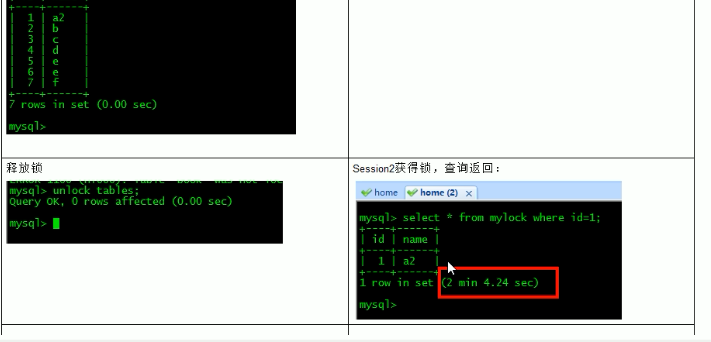 +----+------+
| 1 | a2 |
| 2 | b |
| 3 | c |
| 4 | d |
| 5 | e |
| 6 | e |
| 7 | f |
+----+------+
7 rows in set (0.00 sec)
mysql>
释放锁
mysql> unlock tables;
Query OK, 0 rows affected (0.00 sec)
mysql>
Session2获得锁，查询返回：
home home (2) x
mysql> select * from mylock where id=1;
+----+------+
| id | name |
+----+------+
| 1 | a2 |
+----+------+
1 row in set (2 min 4.24 sec)
mysql>